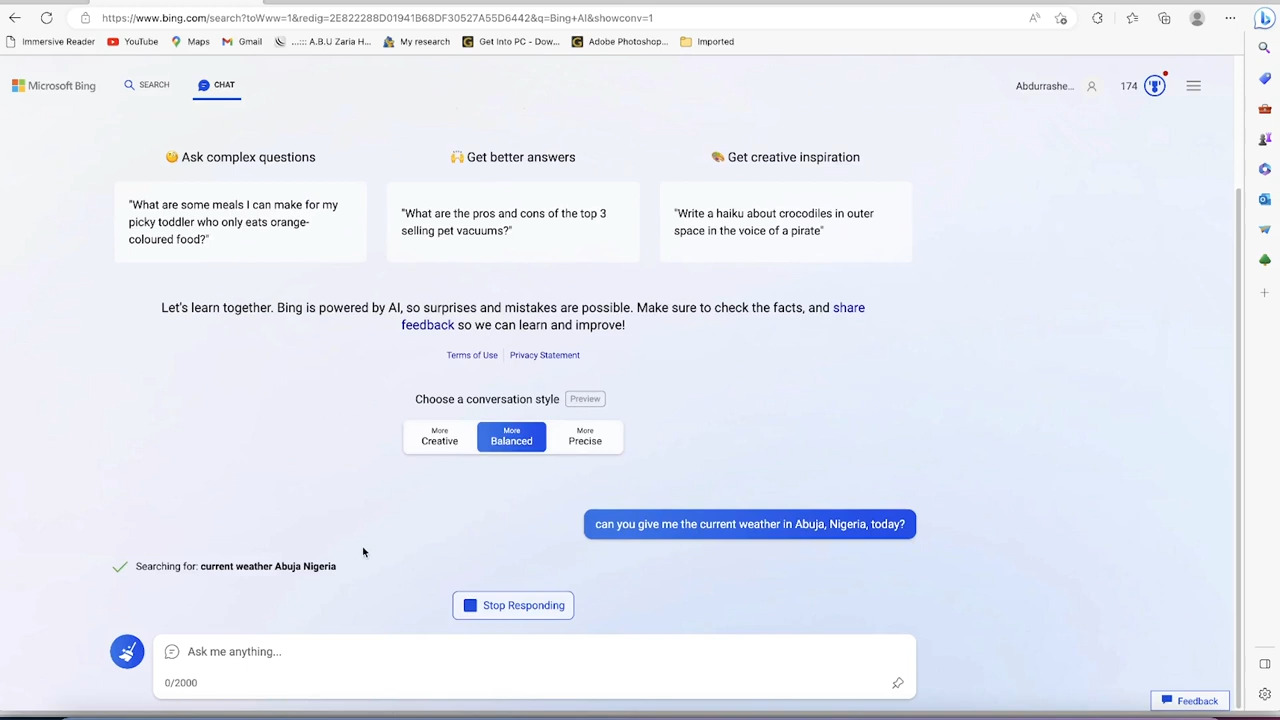 https://www.bing.com/search?toWww=1&redig=2E822288D01941B68DF30527A55D6442&q=Bing+AI&showconv=1
Immersive Reader YouTube Maps Gmail ...::: A.B.U Zaria H... My research Get Into PC - Dow... Adobe Photoshop... Imported
Microsoft Bing SEARCH CHAT Abdurrashe... 174
Ask complex questions Get better answers Get creative inspiration
"What are some meals I can make for my
picky toddler who only eats orange-
coloured food?"
"What are the pros and cons of the top 3
selling pet vacuums?"
"Write a haiku about crocodiles in outer
space in the voice of a pirate"
Let's learn together. Bing is powered by AI, so surprises and mistakes are possible. Make sure to check the facts, and share
feedback so we can learn and improve!
Terms of Use Privacy Statement
Choose a conversation style Preview
More Creative
More Balanced
More Precise
can you give me the current weather in Abuja, Nigeria, today?
Searching for: current weather Abuja Nigeria
Stop Responding
Ask me anything...
0/2000
Feedback